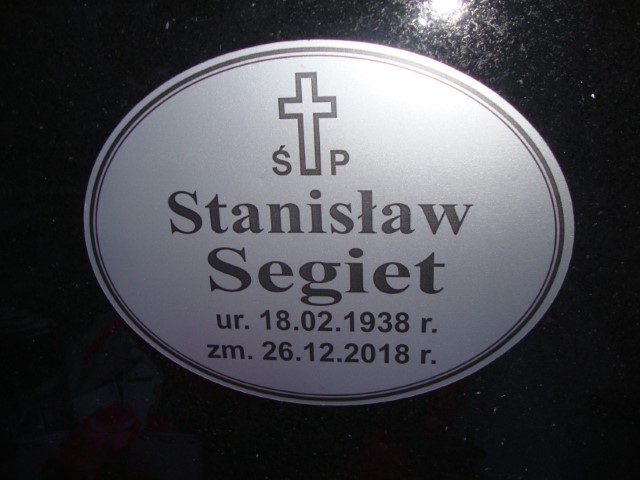 Ś P
Stanisław
Segiet
ur. 18.02.1938 r.
zm. 26.12.2018 r.